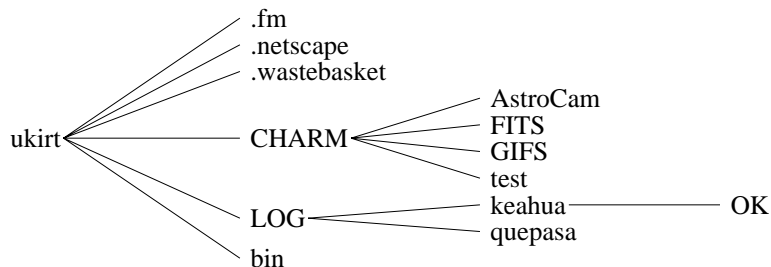 .fm
.netscape
.wastebasket
AstroCam
FITS
ukirt CHARM
GIFS
test
keahua OK
LOG
quepasa
bin